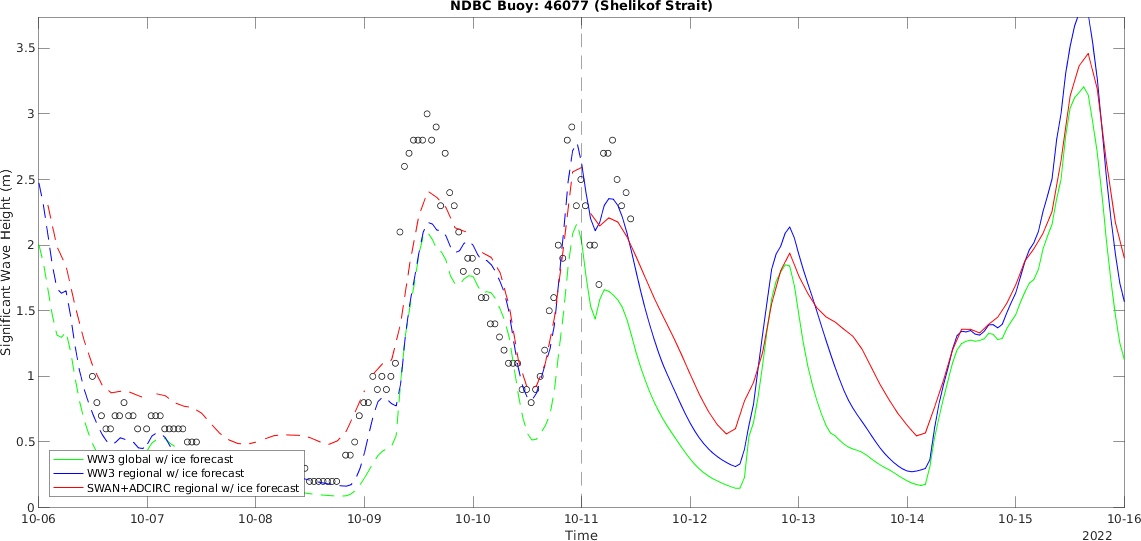 NDBC Buoy: 46077 (Shelikof Strait)
Significant Wave Height (m)
3.5
3
2.5
2
1.5
1
0.5
0
WW3 global w/ ice forecast
WW3 regional w/ ice forecast
SWAN+ADCIRC regional w/ ice forecast
10-06 10-07 10-08 10-09 10-10 10-11 10-12 10-13 10-14 10-15 10-16
Time 2022